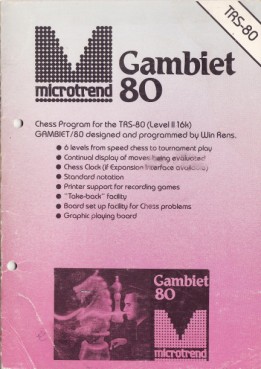 TRS-80
microtrend
Gambiet
80
Chess Program for the TRS-80 (Level II 16k)
GAMBIET/80 designed and programmed by Win Rens.
● 6 levels from speed chess to tournament play
● Continual display of moves being evaluated
● Chess Clock (if Expansion Interface available)
● Standard notation
● Printer support for recording games
● "Take-back" facility
● Board set up facility for Chess problems
● Graphic playing board
Gambiet
80
microtrend